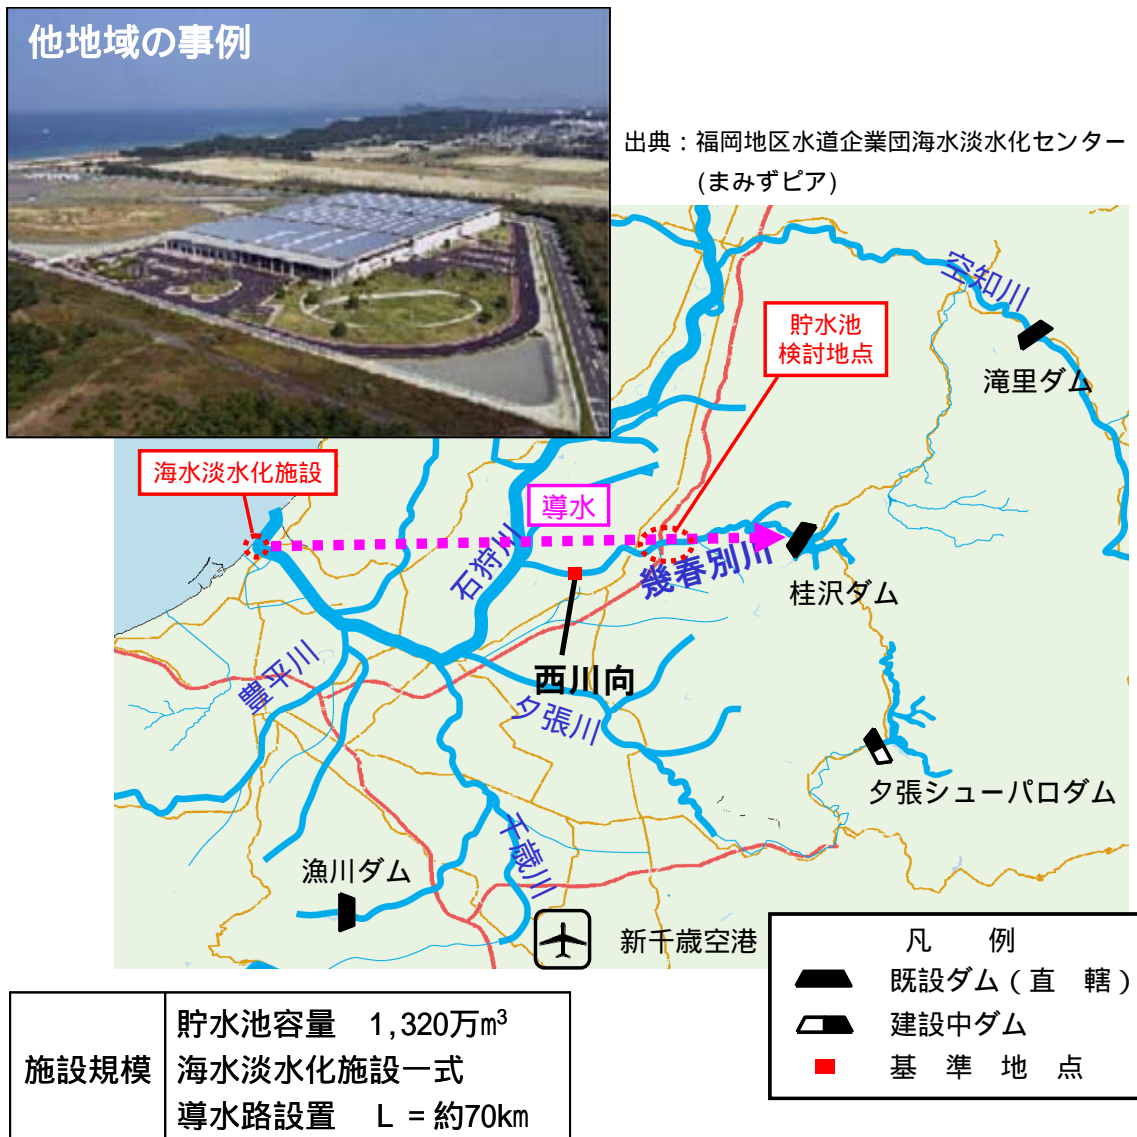 他地域の事例
出典：福岡地区水道企業団海水淡水化センター
(まみずピア)
空知川
貯水池
検討地点
滝里ダム
海水淡水化施設
導水
石狩川
幾春別川
桂沢ダム
豊平川
西川向
夕張川
夕張シューパロダム
千歳川
漁川ダム
新千歳空港
凡　例
既設ダム（直　轄）
建設中ダム
基　準　地　点
施設規模
貯水池容量　1,320万m³
海水淡水化施設一式
導水路設置　L = 約70km